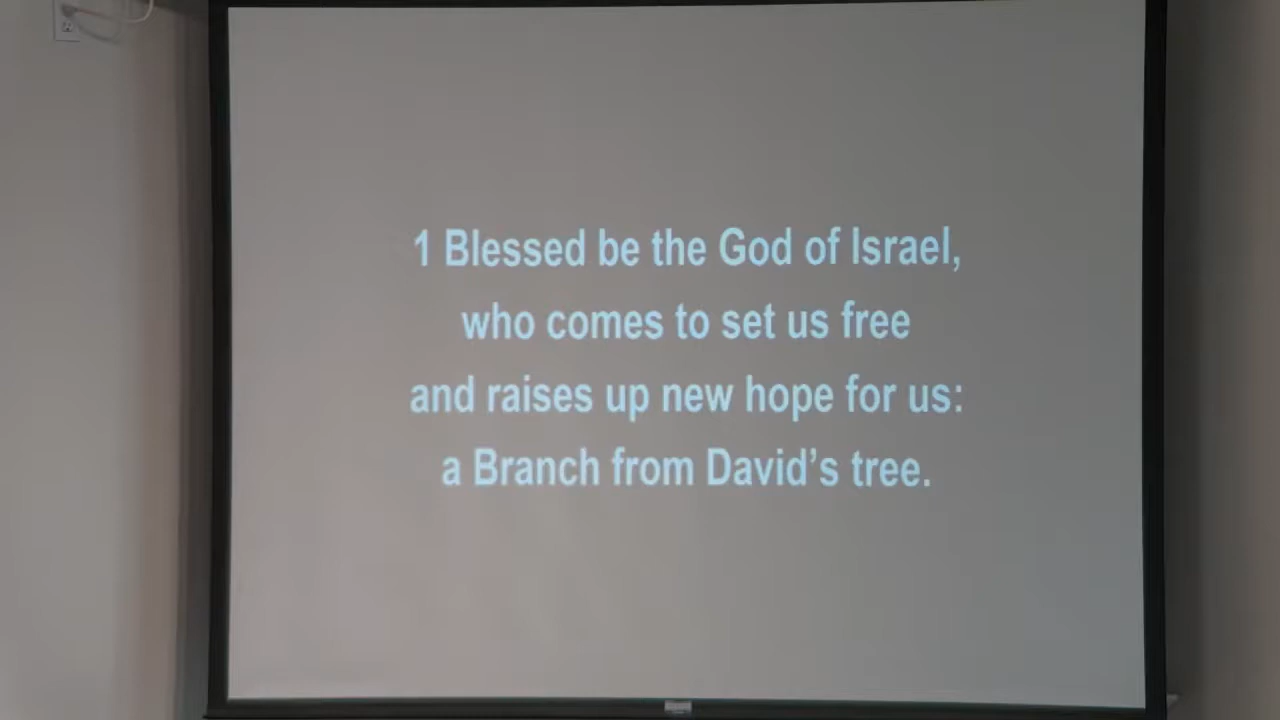 1 Blessed be the God of Israel,
who comes to set us free
and raises up new hope for us:
a Branch from David’s tree.